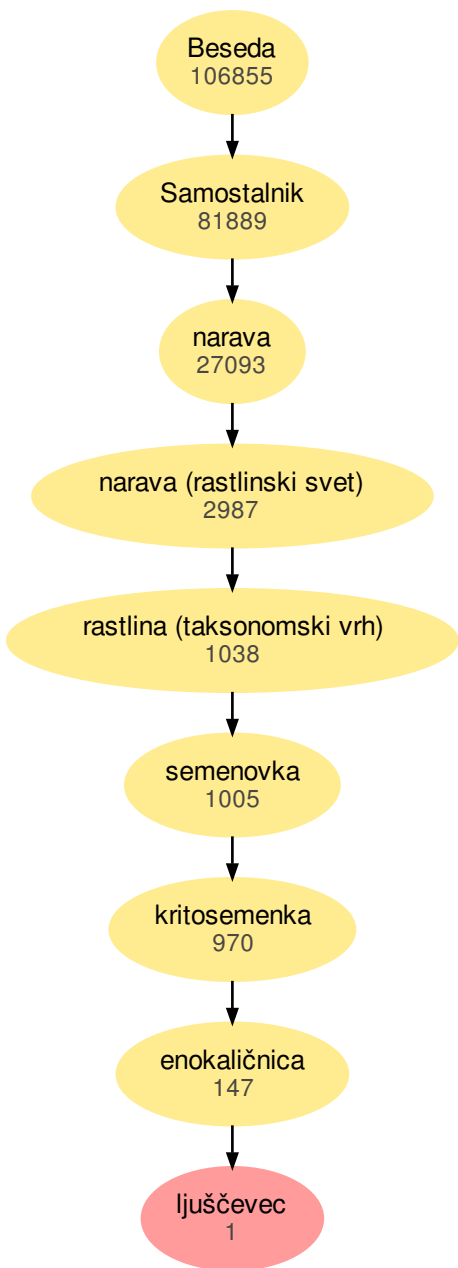 Beseda
106855
Samostalnik
81889
narava
27093
narava (rastlinski svet)
2987
rastlina (taksonomski vrh)
1038
semenovka
1005
kritosemenka
970
enokaličnica
147
ljuščevec
1